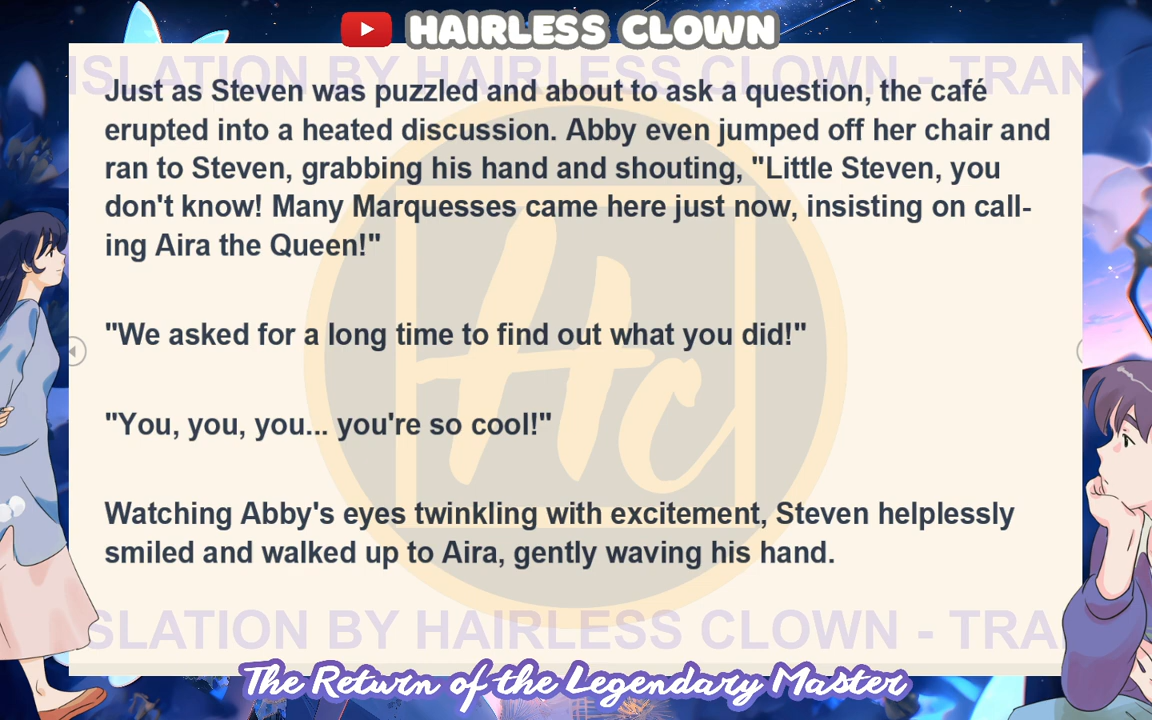 HAIRLESS CLOWN
ISLATION BY HAIRLESS CLOWN - TRAN
Just as Steven was puzzled and about to ask a question, the café
erupted into a heated discussion. Abby even jumped off her chair and
ran to Steven, grabbing his hand and shouting, "Little Steven, you
don't know! Many Marquesses came here just now, insisting on call-
ing Aira the Queen!"
"We asked for a long time to find out what you did!"
"You, you, you... you're so cool!"
Watching Abby's eyes twinkling with excitement, Steven helplessly
smiled and walked up to Aira, gently waving his hand.
Hc
SLATION BY HAIRLESS CLOWN - TRA
The Return of the Legendary Master